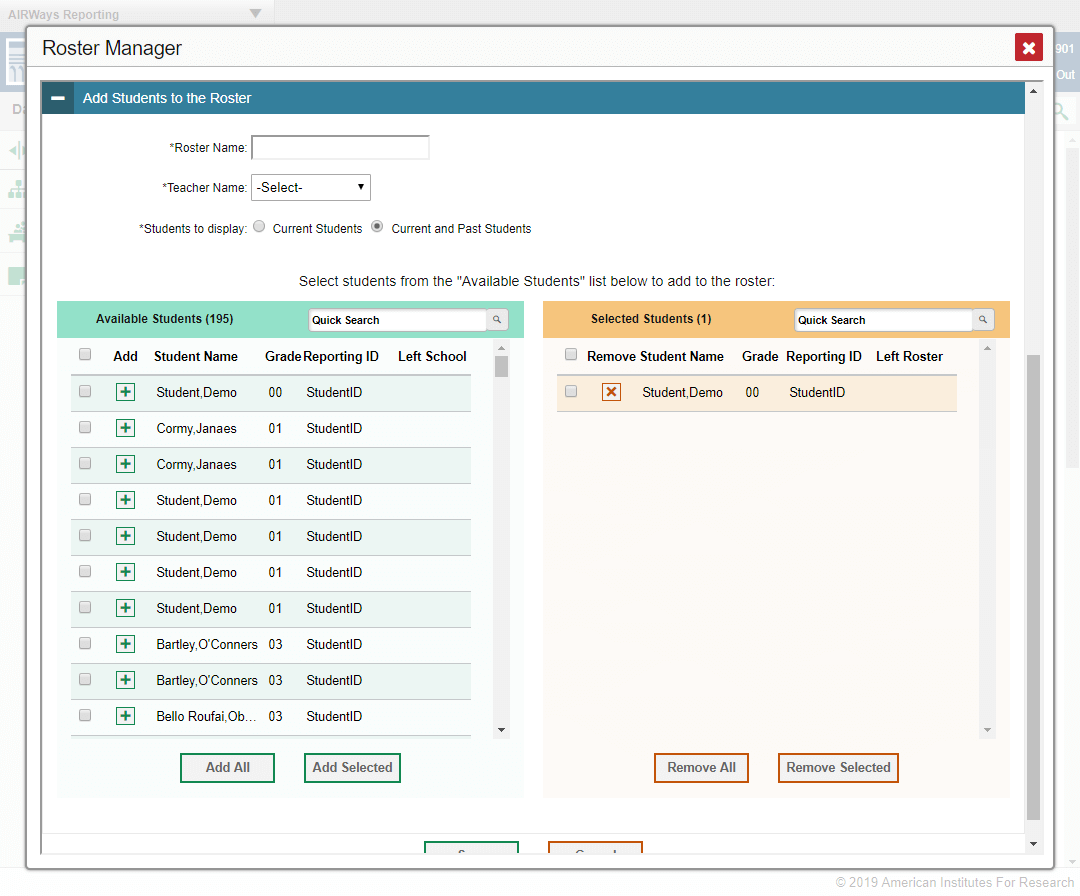 AIRWays Reporting
Roster Manager
901
Out
Add Students to the Roster
*Roster Name:
*Teacher Name: -Select-
*Students to display: Current Students Current and Past Students
Select students from the "Available Students" list below to add to the roster:
Available Students (195) Quick Search
Add Student Name Grade Reporting ID Left School
Student,Demo 00 StudentID
Cormy,Janaes 01 StudentID
Cormy,Janaes 01 StudentID
Student,Demo 01 StudentID
Student,Demo 01 StudentID
Student,Demo 01 StudentID
Student,Demo 01 StudentID
Bartley,O'Conners 03 StudentID
Bartley,O'Conners 03 StudentID
Bello Roufai,Ob... 03 StudentID
Add All Add Selected
Selected Students (1) Quick Search
Remove Student Name Grade Reporting ID Left Roster
Student,Demo 00 StudentID
Remove All Remove Selected
© 2019 American Institutes For Research